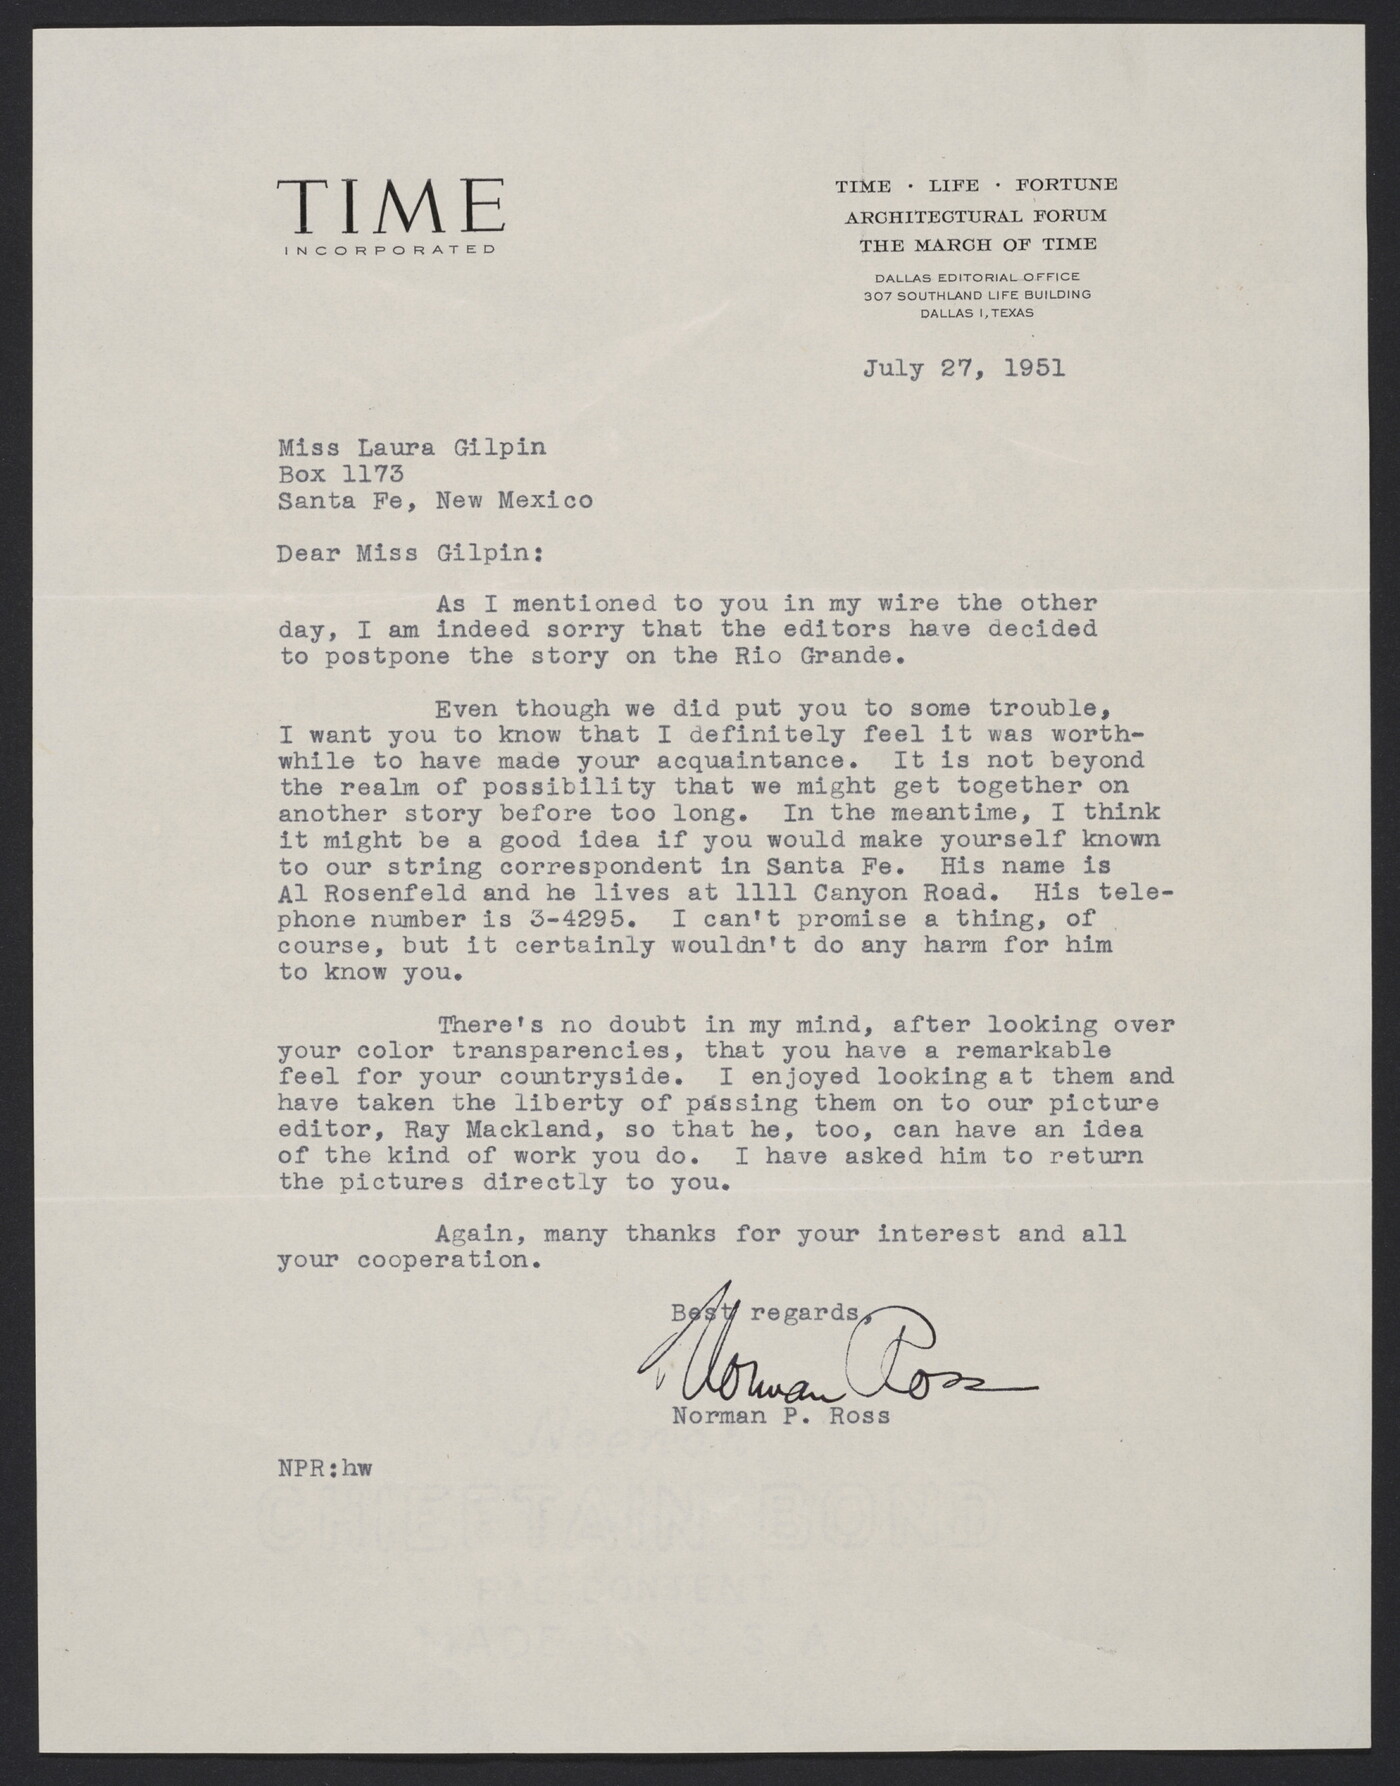 TIME
INCORPORATED
TIME · LIFE · FORTUNE
ARCHITECTURAL FORUM
THE MARCH OF TIME
DALLAS EDITORIAL OFFICE
307 SOUTHLAND LIFE BUILDING
DALLAS 1, TEXAS
July 27, 1951
Miss Laura Gilpin
Box 1173
Santa Fe, New Mexico
Dear Miss Gilpin:
As I mentioned to you in my wire the other
day, I am indeed sorry that the editors have decided
to postpone the story on the Rio Grande.
Even though we did put you to some trouble,
I want you to know that I definitely feel it was worth-
while to have made your acquaintance. It is not beyond
the realm of possibility that we might get together on
another story before too long. In the meantime, I think
it might be a good idea if you would make yourself known
to our string correspondent in Santa Fe. His name is
Al Rosenfeld and he lives at 1111 Canyon Road. His tele-
phone number is 3-4295. I can't promise a thing, of
course, but it certainly wouldn't do any harm for him
to know you.
There's no doubt in my mind, after looking over
your color transparencies, that you have a remarkable
feel for your countryside. I enjoyed looking at them and
have taken the liberty of passing them on to our picture
editor, Ray Mackland, so that he, too, can have an idea
of the kind of work you do. I have asked him to return
the pictures directly to you.
Again, many thanks for your interest and all
your cooperation.
Best regards,
Norman Ross
Norman P. Ross
NPR:hw
CHIEFTAIN BOND